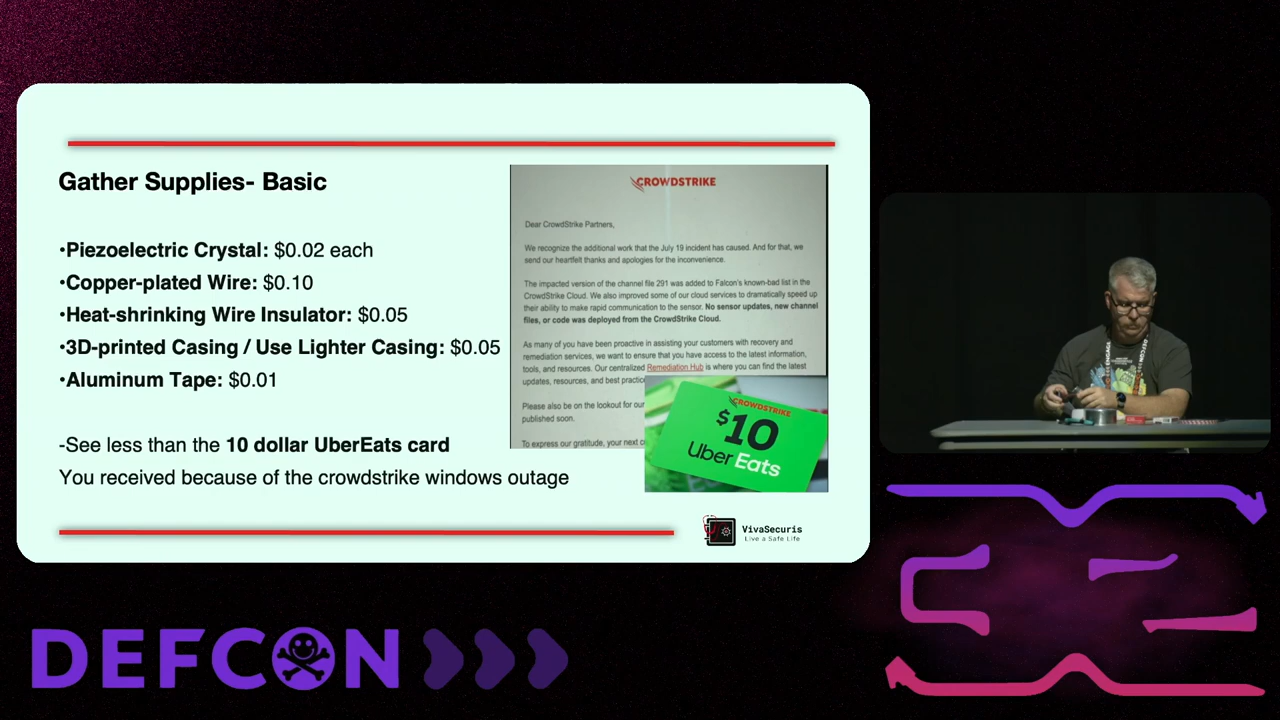 Gather Supplies- Basic
•Piezoelectric Crystal: $0.02 each
•Copper-plated Wire: $0.10
•Heat-shrinking Wire Insulator: $0.05
•3D-printed Casing / Use Lighter Casing: $0.05
•Aluminum Tape: $0.01
-See less than the 10 dollar UberEats card
You received because of the crowdstrike windows outage
CROWDSTRIKE
Dear CrowdStrike Partners,
We recognize the additional work that the July 19 incident has caused. And for that, we
send our heartfelt thanks and apologies for the inconvenience.
The impacted version of the channel file 291 was added to Falcon's known-bad list in the
CrowdStrike Cloud. We also improved some of our cloud services to dramatically speed up
their ability to make rapid communication to the sensor. No sensor updates, new channel
files, or code was deployed from the CrowdStrike Cloud.
As many of you have been proactive in assisting your customers with recovery and
remediation services, we want to ensure that you have access to the latest information,
tools, and resources. Our centralized Remediation Hub is where you can find the latest
updates, resources, and best practic
Please also be on the lookout for our
published soon.
To express our gratitude, your next c
CROWDSTRIKE
$10
Uber Eats
VivaSecuris
Live a Safe Life
ENGAGE
DEFCON
DEFCON